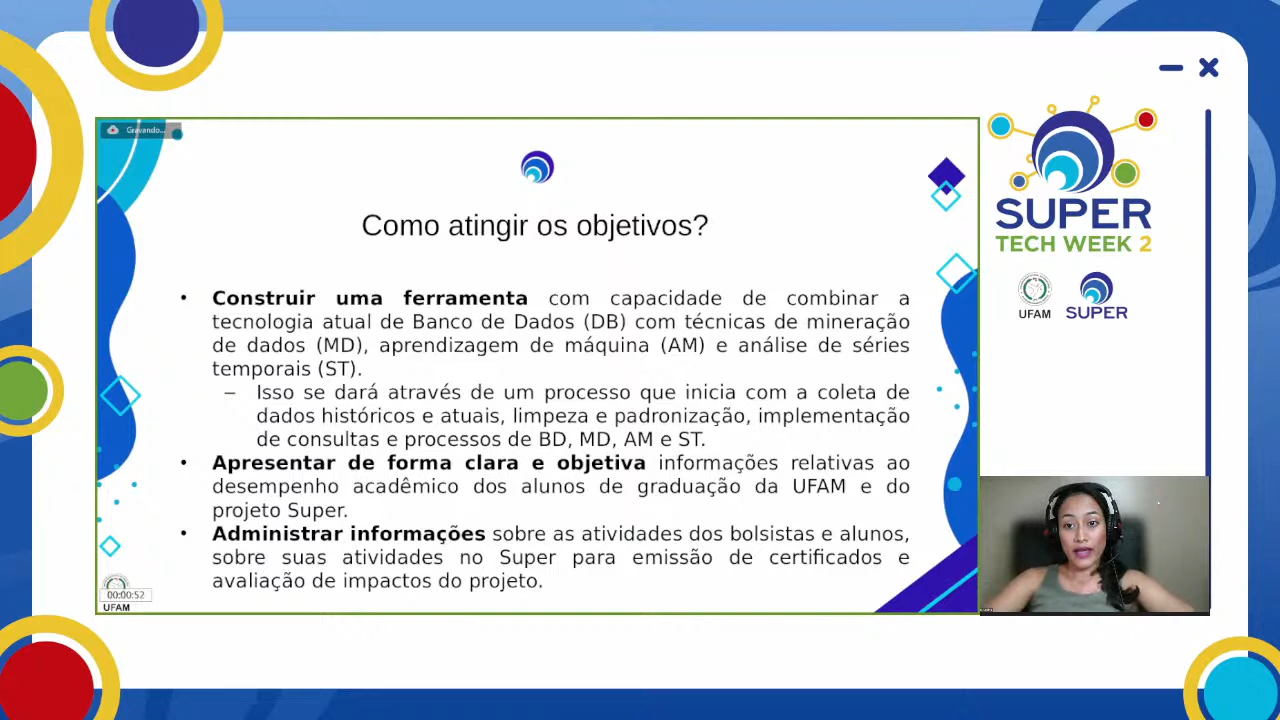 Gravando...
Como atingir os objetivos?
• Construir uma ferramenta com capacidade de combinar a
tecnologia atual de Banco de Dados (DB) com técnicas de mineração
de dados (MD), aprendizagem de máquina (AM) e análise de séries
temporais (ST).
– Isso se dará através de um processo que inicia com a coleta de
dados históricos e atuais, limpeza e padronização, implementação
de consultas e processos de BD, MD, AM e ST.
• Apresentar de forma clara e objetiva informações relativas ao
desempenho acadêmico dos alunos de graduação da UFAM e do
projeto Super.
• Administrar informações sobre as atividades dos bolsistas e alunos,
sobre suas atividades no Super para emissão de certificados e
avaliação de impactos do projeto.
00:00:52
UFAM
SUPER
TECH WEEK 2
UFAM
SUPER